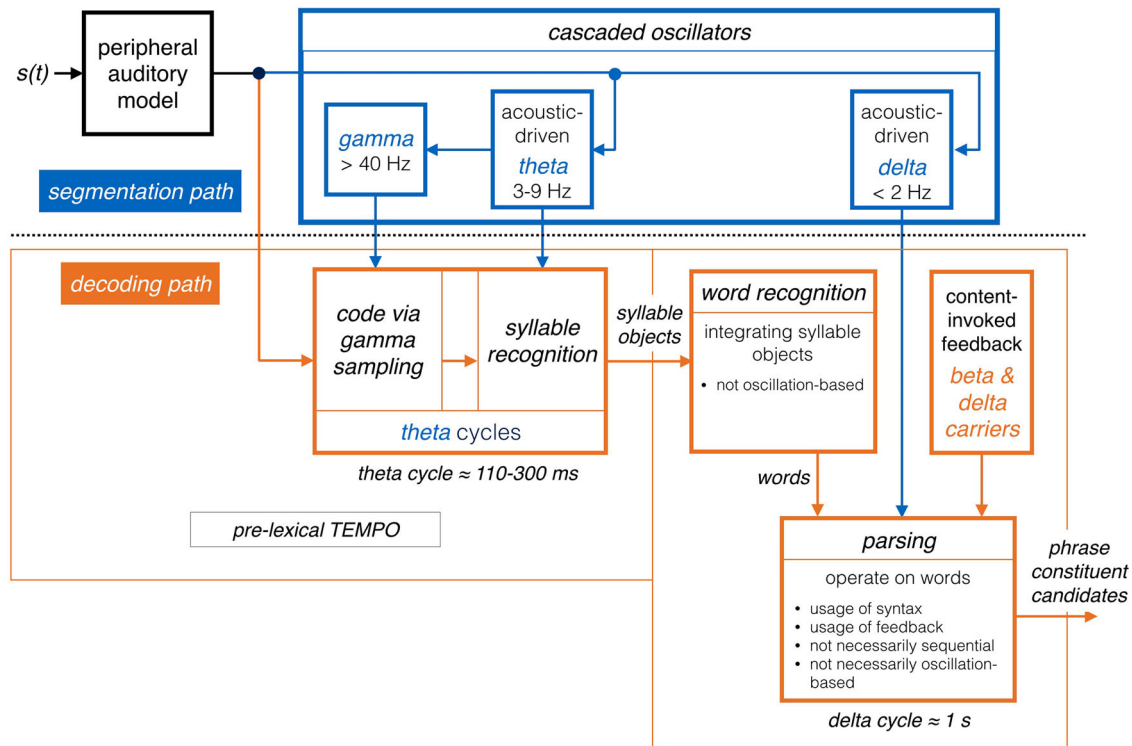 cascaded oscillators
s(t)
peripheral
auditory
model
gamma
> 40 Hz
acoustic-
driven
theta
3-9 Hz
acoustic-
driven
delta
< 2 Hz
segmentation path
decoding path
code via
gamma
sampling
syllable
recognition
theta cycles
theta cycle ≈ 110-300 ms
pre-lexical TEMPO
syllable
objects
word recognition
integrating syllable
objects
• not oscillation-based
content-
invoked
feedback
beta &
delta
carriers
words
parsing
operate on words
• usage of syntax
• usage of feedback
• not necessarily sequential
• not necessarily oscillation-
based
delta cycle ≈ 1 s
phrase
constituent
candidates